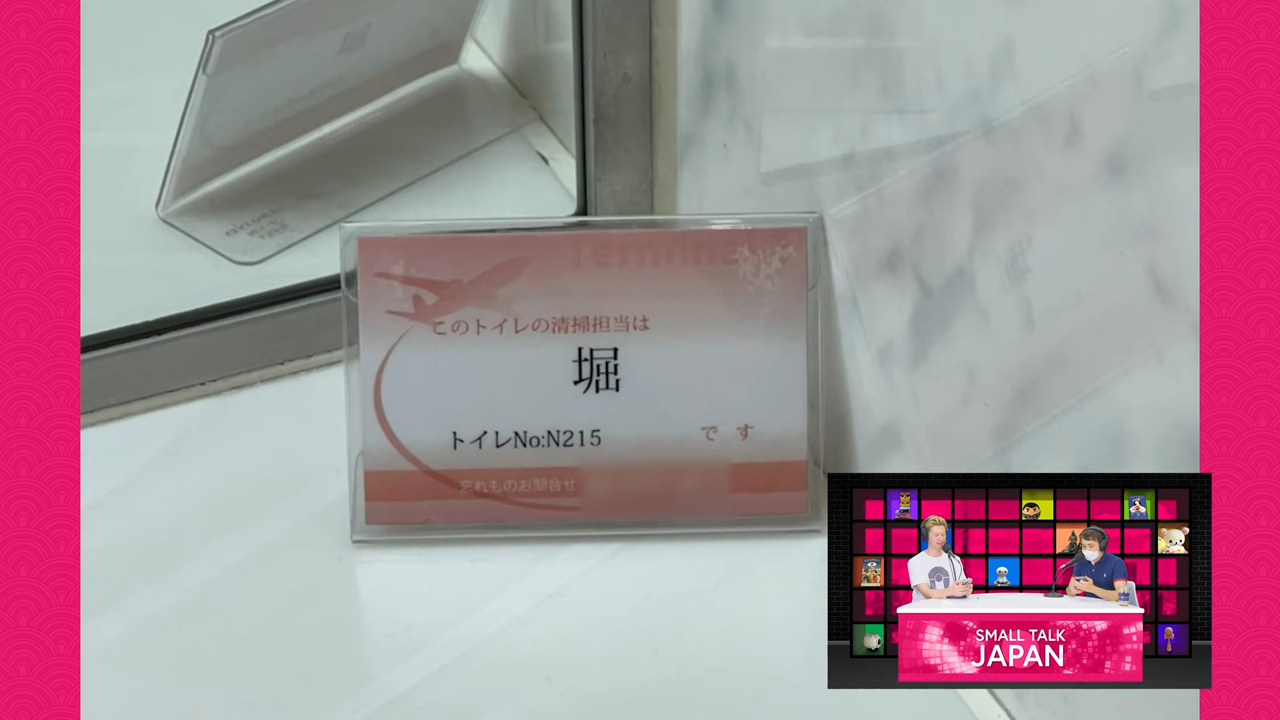 Terminal
このトイレの清掃担当は
堀
トイレNo:N215
です
忘れものお問合せ
SMALL TALK
JAPAN